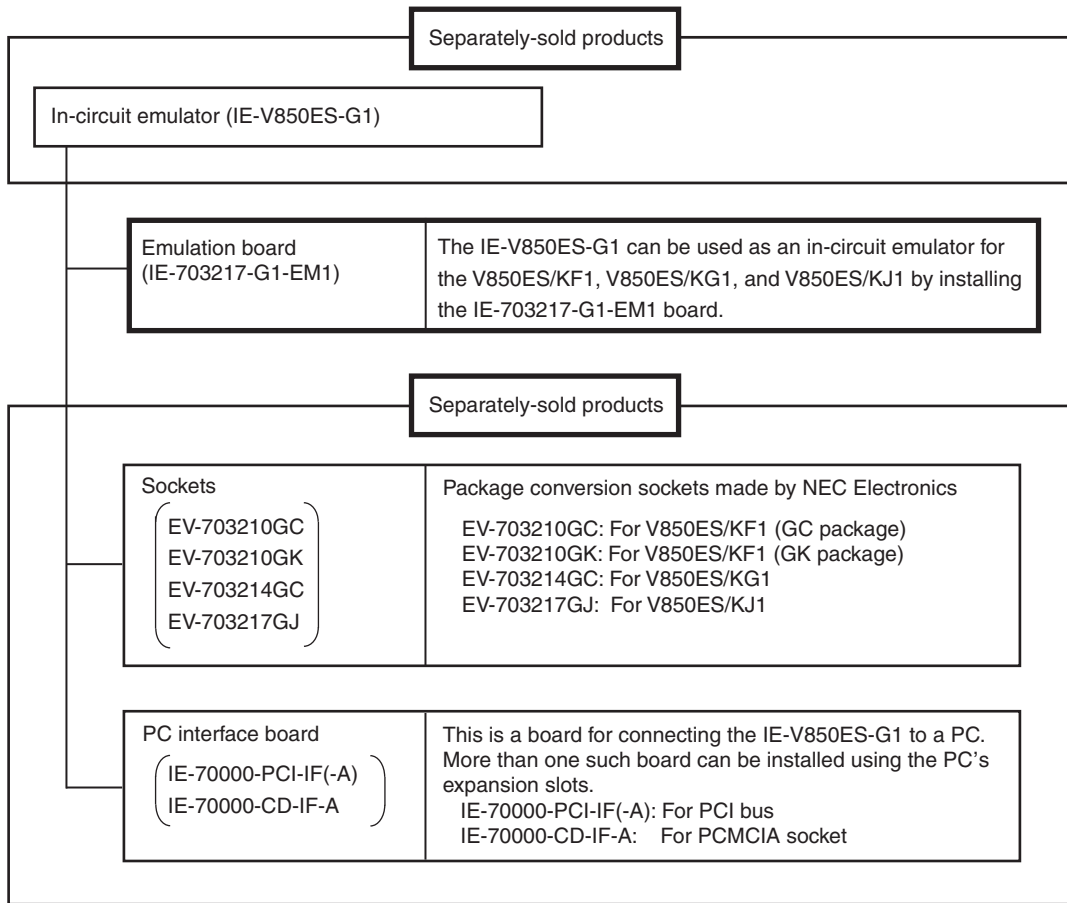 Separately-sold products
In-circuit emulator (IE-V850ES-G1)
Emulation board
(IE-703217-G1-EM1)
The IE-V850ES-G1 can be used as an in-circuit emulator for
the V850ES/KF1, V850ES/KG1, and V850ES/KJ1 by installing
the IE-703217-G1-EM1 board.
Separately-sold products
Sockets
EV-703210GC
EV-703210GK
EV-703214GC
EV-703217GJ
Package conversion sockets made by NEC Electronics
EV-703210GC: For V850ES/KF1 (GC package)
EV-703210GK: For V850ES/KF1 (GK package)
EV-703214GC: For V850ES/KG1
EV-703217GJ: For V850ES/KJ1
PC interface board
IE-70000-PCI-IF(-A)
IE-70000-CD-IF-A
This is a board for connecting the IE-V850ES-G1 to a PC.
More than one such board can be installed using the PC's
expansion slots.
IE-70000-PCI-IF(-A): For PCI bus
IE-70000-CD-IF-A: For PCMCIA socket